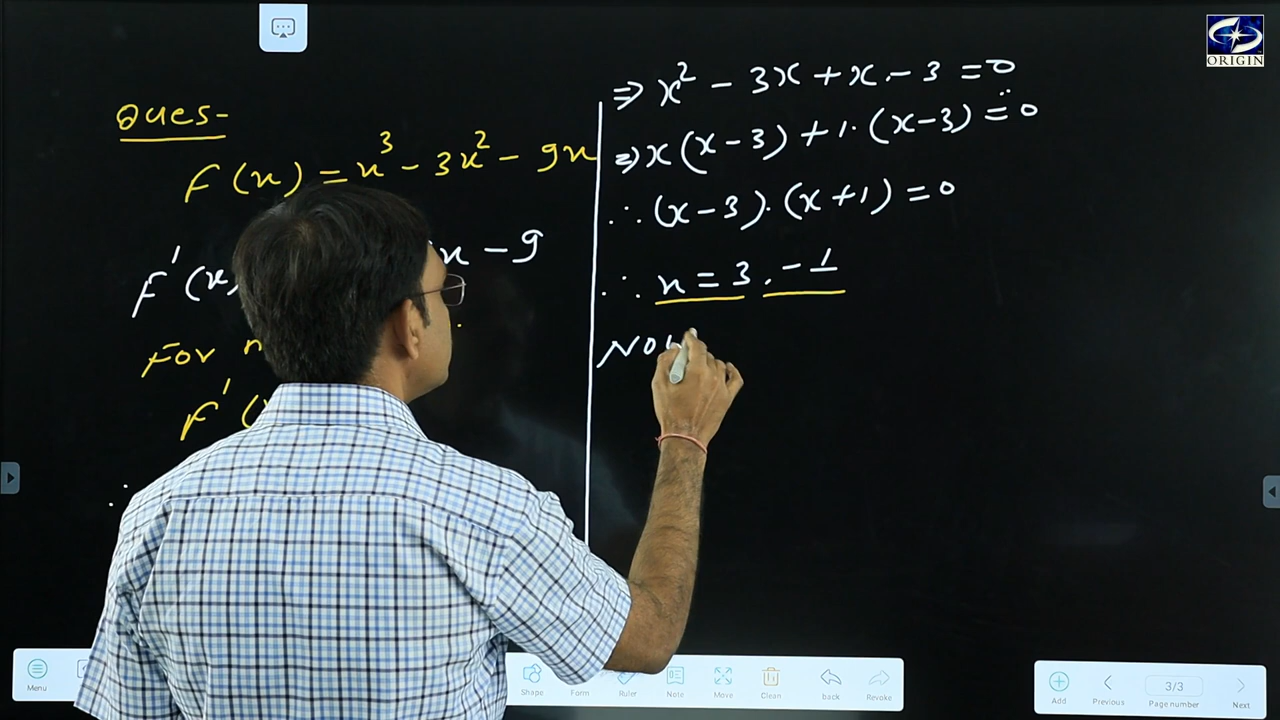 Ques-
F(x) = x³ - 3x² - 9x
F'(x) x - 9
For
F'(
∴
⇒ x² - 3x + x - 3 = 0
⇒ x(x-3) + 1·(x-3) = 0
∴ (x-3)·(x+1) = 0
∴ x = 3, -1
ORIGIN
Menu
Shape
Form
Ruler
Note
Move
Clean
back
Revoke
Add
Previous
3/3
Page number
Next